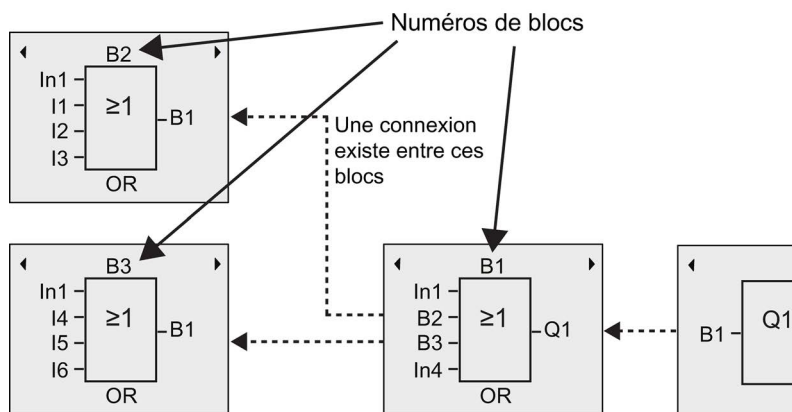 Numéros de blocs
B2
In1
I1
I2
I3
≥1
B1
OR
Une connexion
existe entre ces
blocs
B3
In1
I4
I5
I6
≥1
B1
OR
B1
In1
B2
B3
In4
≥1
Q1
OR
B1
Q1